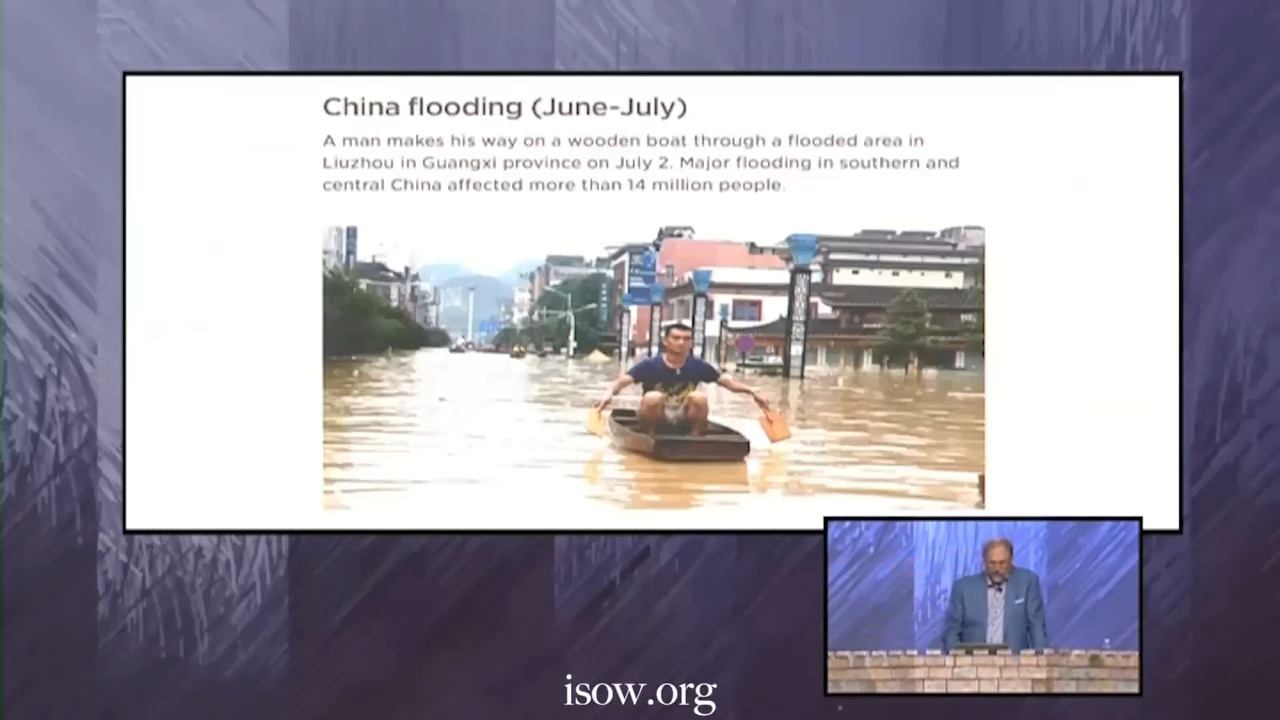 China flooding (June-July)
A man makes his way on a wooden boat through a flooded area in
Liuzhou in Guangxi province on July 2. Major flooding in southern and
central China affected more than 14 million people.
isow.org